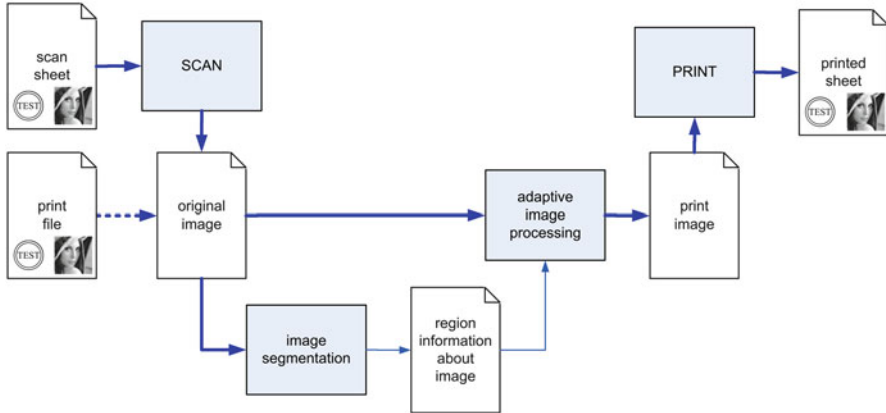 scan
sheet
TEST
SCAN
PRINT
printed
sheet
TEST
print
file
TEST
original
image
adaptive
image
processing
print
image
image
segmentation
region
information
about
image